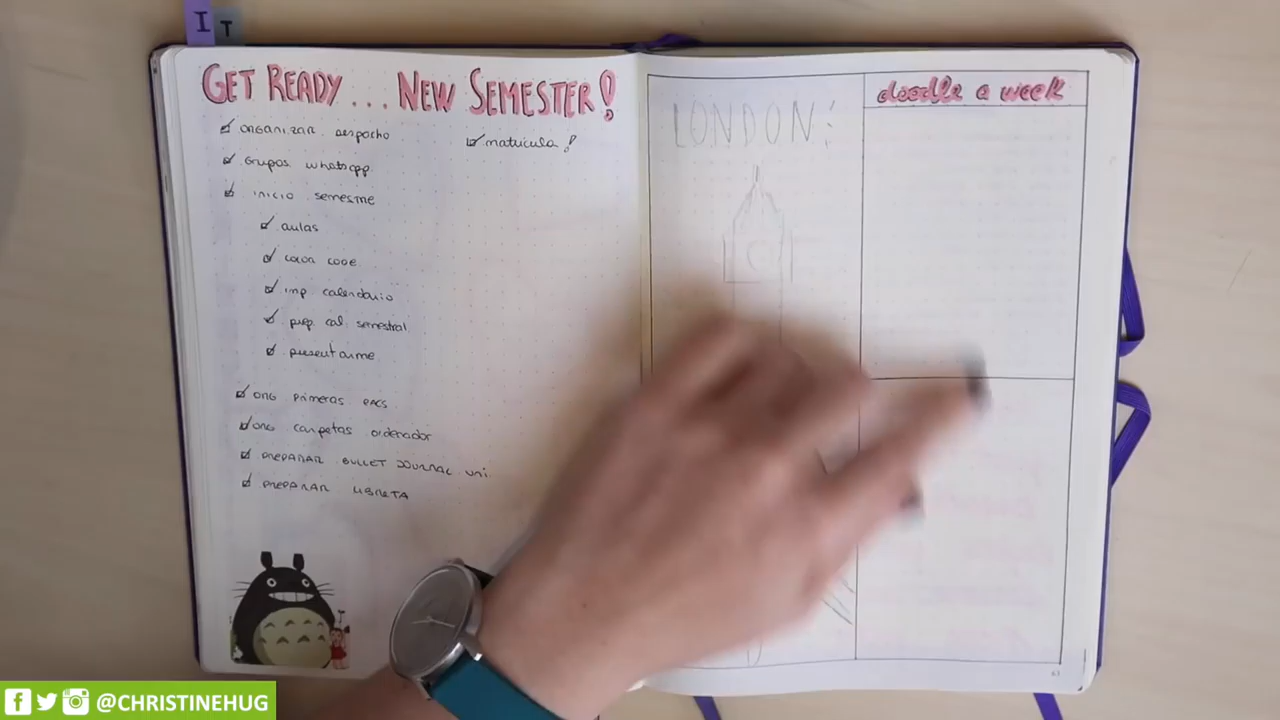 I T
GET READY... NEW SEMESTER!
organizar despacho
matricula!
Grupos whatsapp
inicio semestre
aulas
color code
imp calendario
prep cal semestral
presentarme
org primeras PACS
org carpetas ordenador
PREPARAR BULLET JOURNAL uni
PREPARAR LIBRETA
LONDON:
doodle a week
@CHRISTINEHUG